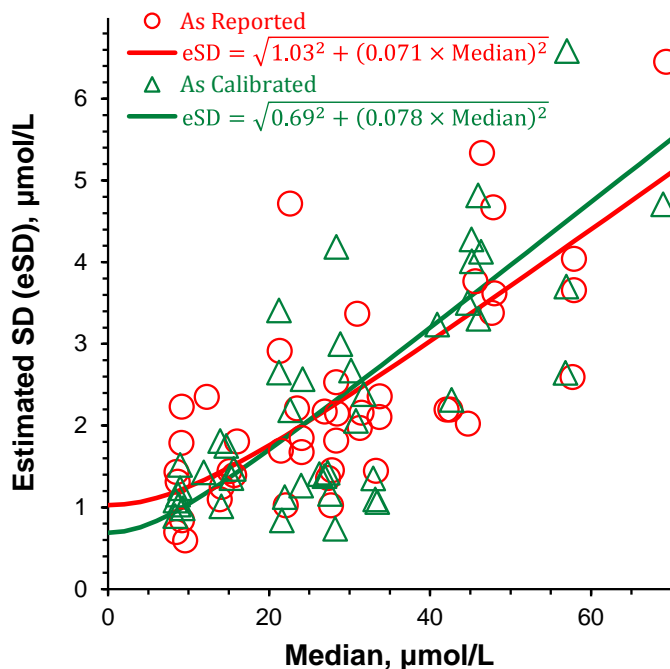 As Reported
eSD = √1.03² + (0.071 × Median)²
As Calibrated
eSD = √0.69² + (0.078 × Median)²
6
5
4
3
2
1
0
Estimated SD (eSD), μmol/L
0 20 40 60
Median, μmol/L